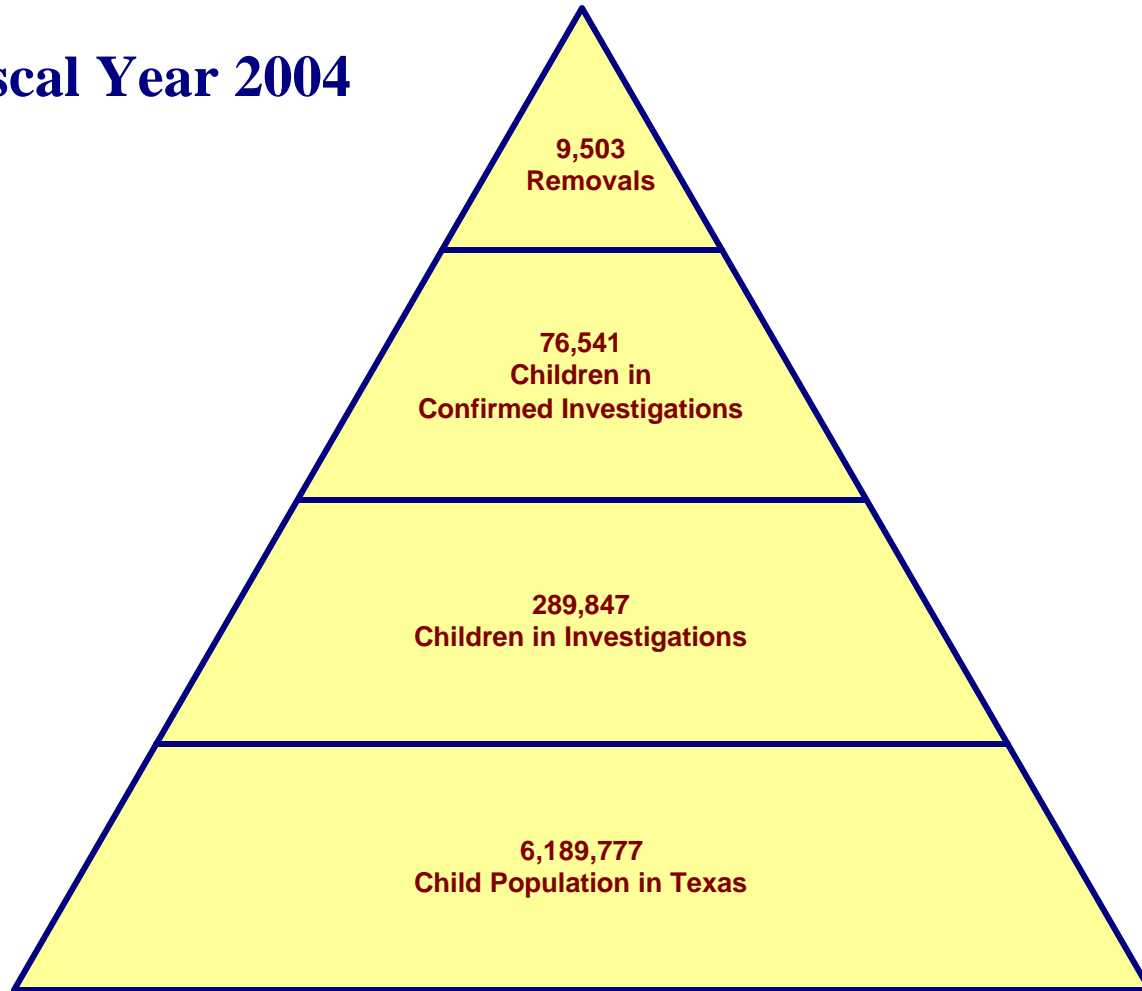 scal Year 2004
9,503
Removals
76,541
Children in
Confirmed Investigations
289,847
Children in Investigations
6,189,777
Child Population in Texas